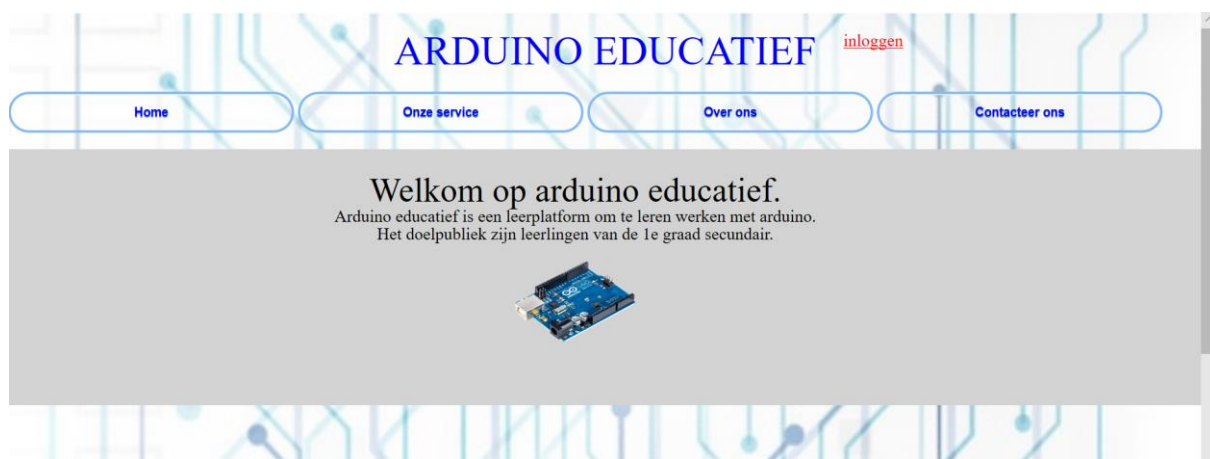 ARDUINO EDUCATIEF
inloggen
Home
Onze service
Over ons
Contacteer ons
Welkom op arduino educatief.
Arduino educatief is een leerplatform om te leren werken met arduino.
Het doelpubliek zijn leerlingen van de 1e graad secundair.